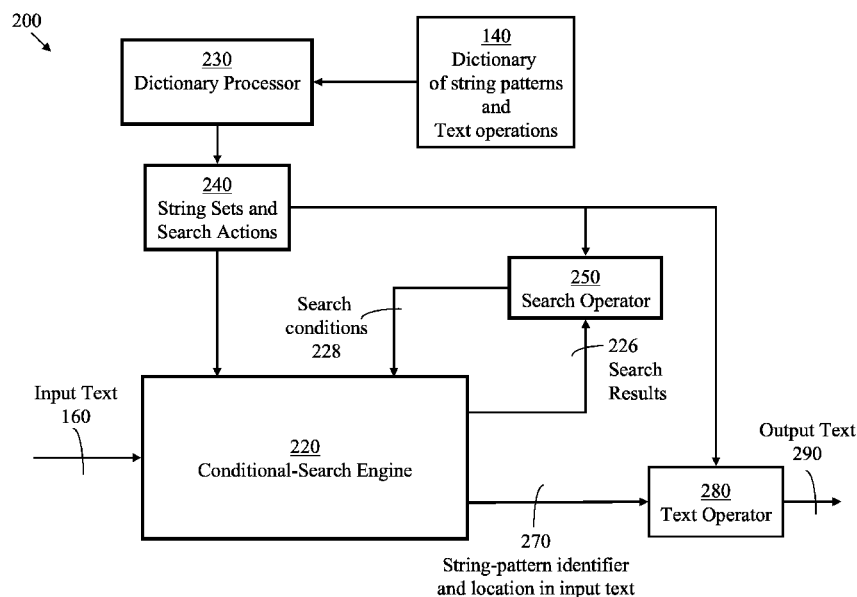 200
140
Dictionary
of string patterns
and
Text operations
230
Dictionary Processor
240
String Sets and
Search Actions
250
Search Operator
Search
conditions
228
226
Search
Results
Input Text
160
220
Conditional-Search Engine
Output Text
290
280
Text Operator
270
String-pattern identifier
and location in input text